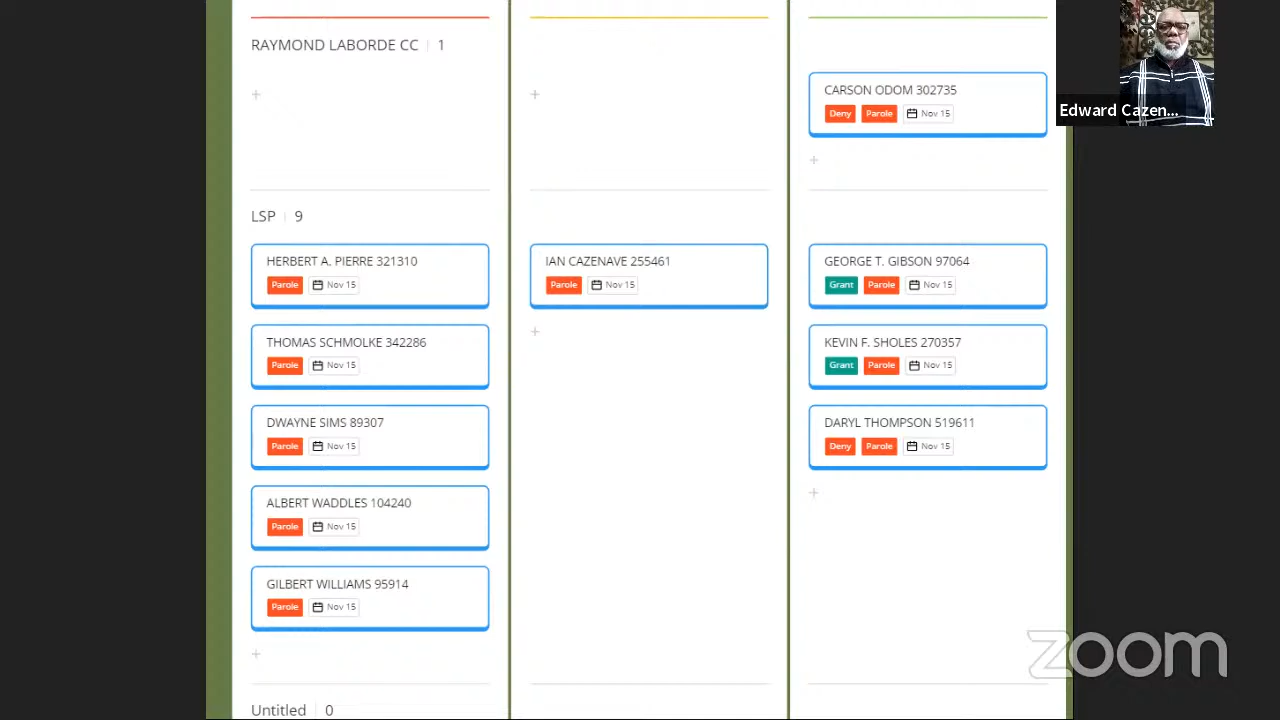 RAYMOND LABORDE CC | 1
+
+
CARSON ODOM 302735
Deny Parole Nov 15
+
LSP | 9
HERBERT A. PIERRE 321310
Parole Nov 15
THOMAS SCHMOLKE 342286
Parole Nov 15
DWAYNE SIMS 89307
Parole Nov 15
ALBERT WADDLES 104240
Parole Nov 15
GILBERT WILLIAMS 95914
Parole Nov 15
+
IAN CAZENAVE 255461
Parole Nov 15
+
GEORGE T. GIBSON 97064
Grant Parole Nov 15
KEVIN F. SHOLES 270357
Grant Parole Nov 15
DARYL THOMPSON 519611
Deny Parole Nov 15
+
Untitled | 0
Edward Cazen...
zoom